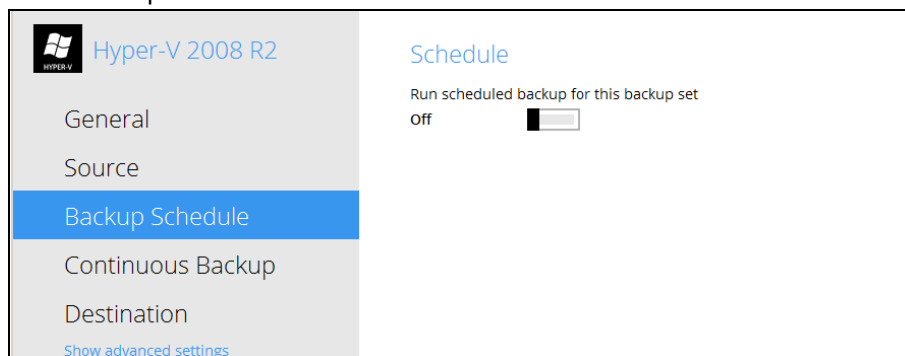 HYPER-V
Hyper-V 2008 R2
General
Source
Backup Schedule
Continuous Backup
Destination
Show advanced settings
Schedule
Run scheduled backup for this backup set
Off